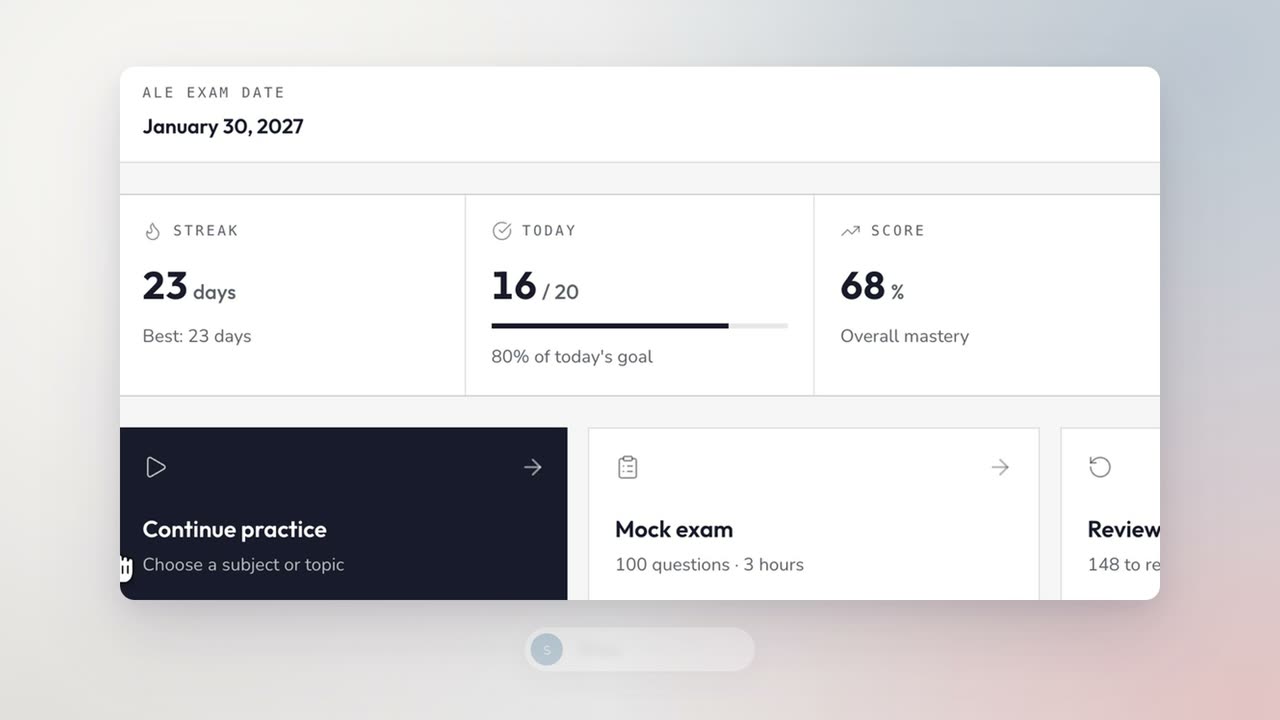 ALE EXAM DATE
January 30, 2027
STREAK
23 days
Best: 23 days
TODAY
16 / 20
80% of today's goal
SCORE
68 %
Overall mastery
Continue practice
Choose a subject or topic
Mock exam
100 questions · 3 hours
Review
148 to re
S